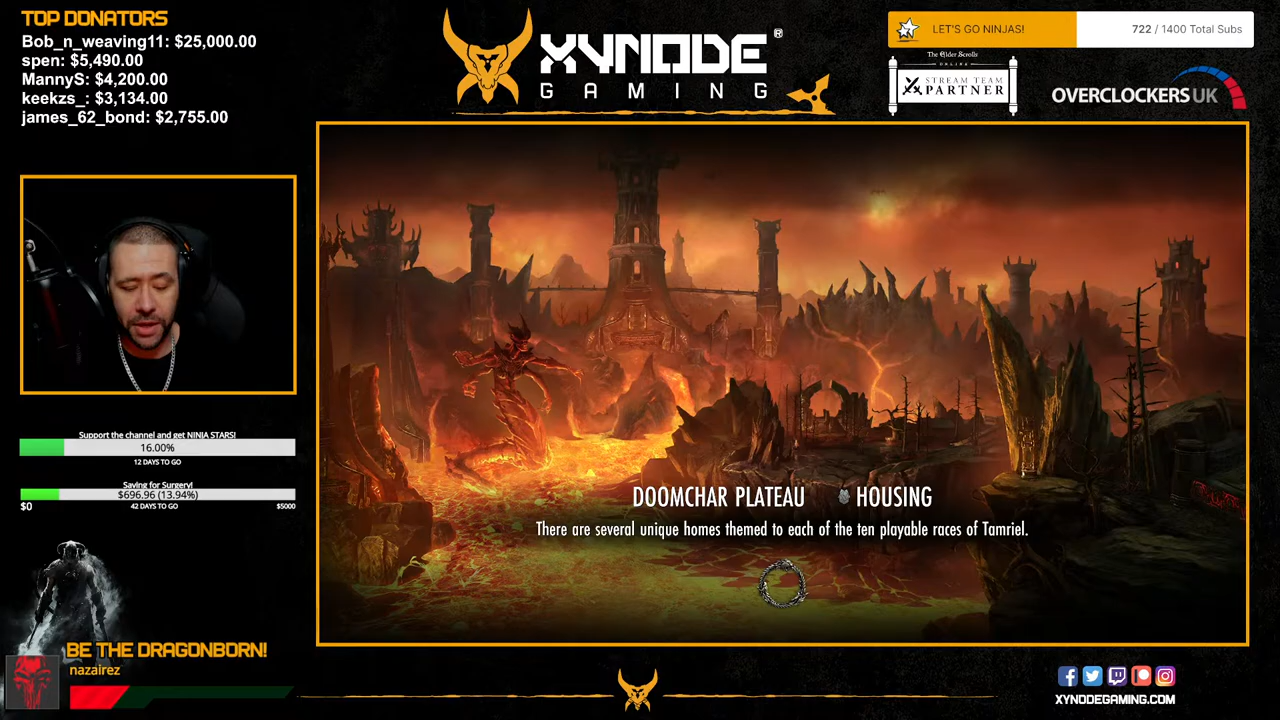 TOP DONATORS
Bob_n_weaving11: $25,000.00
spen: $5,490.00
MannyS: $4,200.00
keekzs_: $3,134.00
james_62_bond: $2,755.00
XYNODE®
GAMING
LET'S GO NINJAS!
722 / 1400 Total Subs
The Elder Scrolls
ONLINE
STREAM TEAM
PARTNER
OVERCLOCKERS UK
Support the channel and get NINJA STARS!
16.00%
12 DAYS TO GO
Saving for Surgery!
$696.96 (13.94%)
$0
42 DAYS TO GO
$5000
DOOMCHAR PLATEAU
HOUSING
There are several unique homes themed to each of the ten playable races of Tamriel.
BE THE DRAGONBORN!
nazairez
XYNODEGAMING.COM